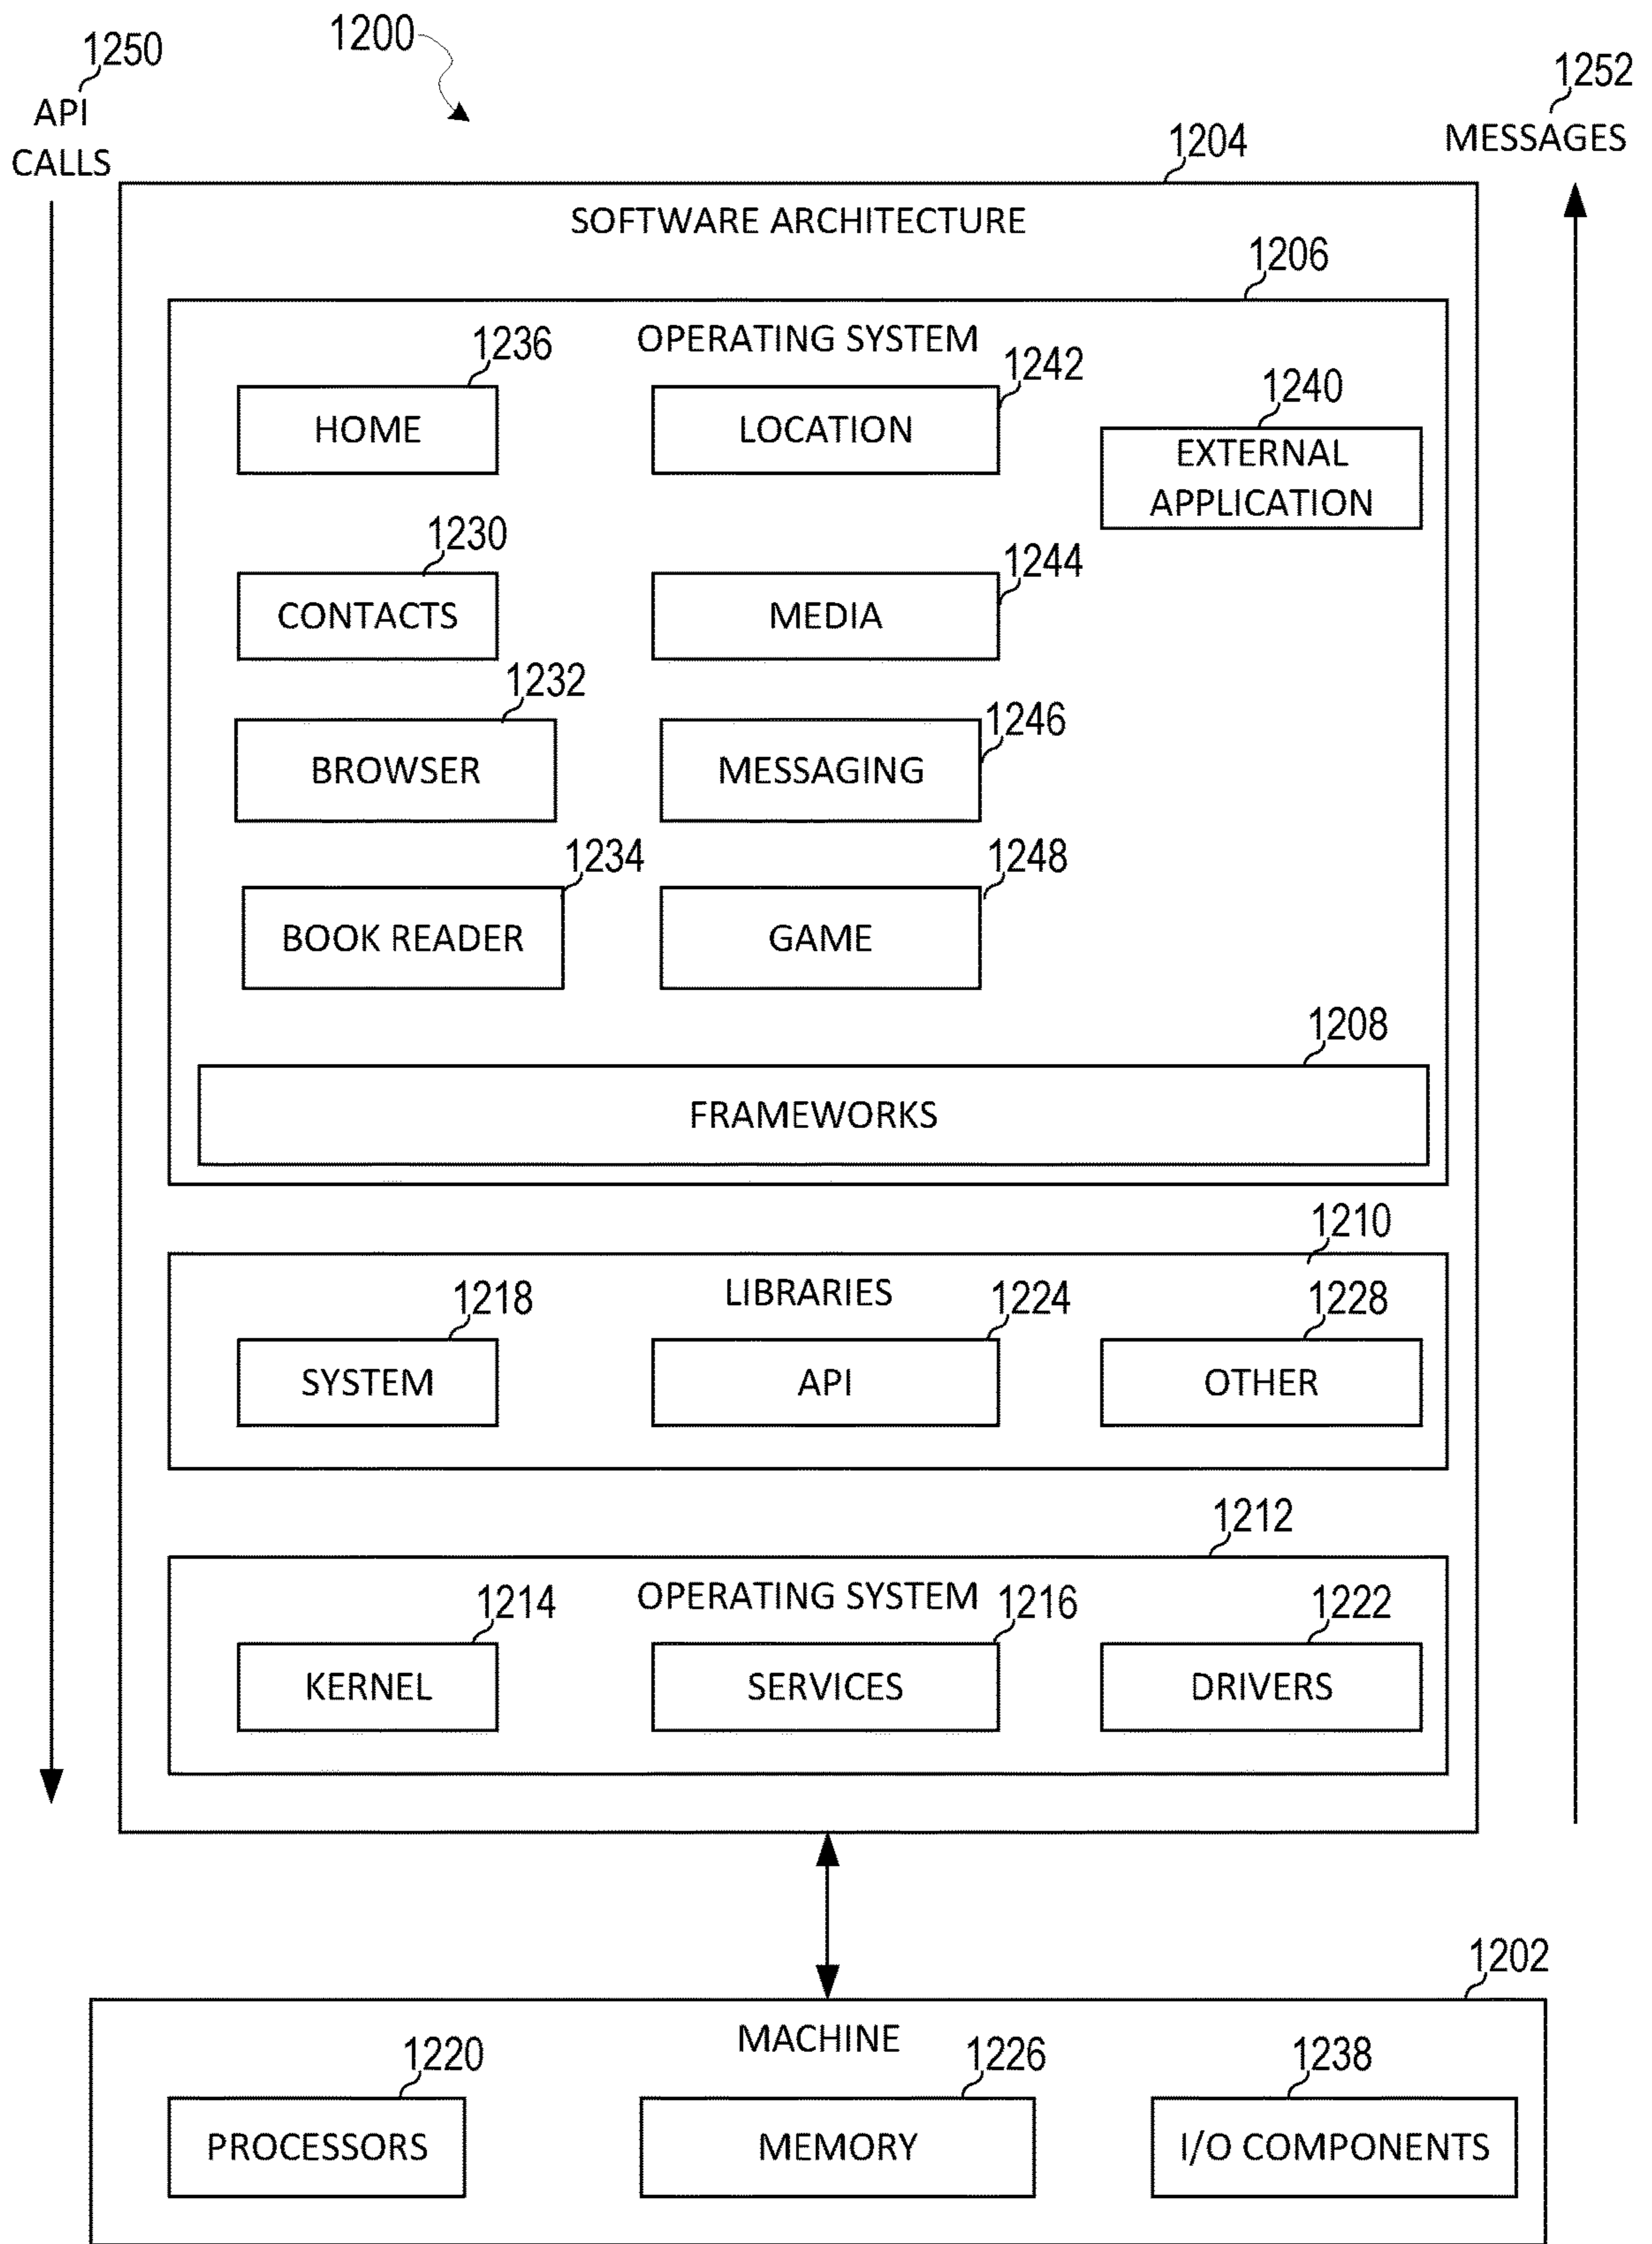 1250
1200
1252
API
CALLS
MESSAGES
1204
SOFTWARE ARCHITECTURE
1206
OPERATING SYSTEM
1236
1242
1240
HOME
LOCATION
EXTERNAL
APPLICATION
1230
1244
CONTACTS
MEDIA
1232
1246
BROWSER
MESSAGING
1234
1248
BOOK READER
GAME
1208
FRAMEWORKS
1210
LIBRARIES
1218
1224
1228
SYSTEM
API
OTHER
1212
OPERATING SYSTEM
1214
1216
1222
KERNEL
SERVICES
DRIVERS
1202
MACHINE
1220
1226
1238
PROCESSORS
MEMORY
I/O COMPONENTS